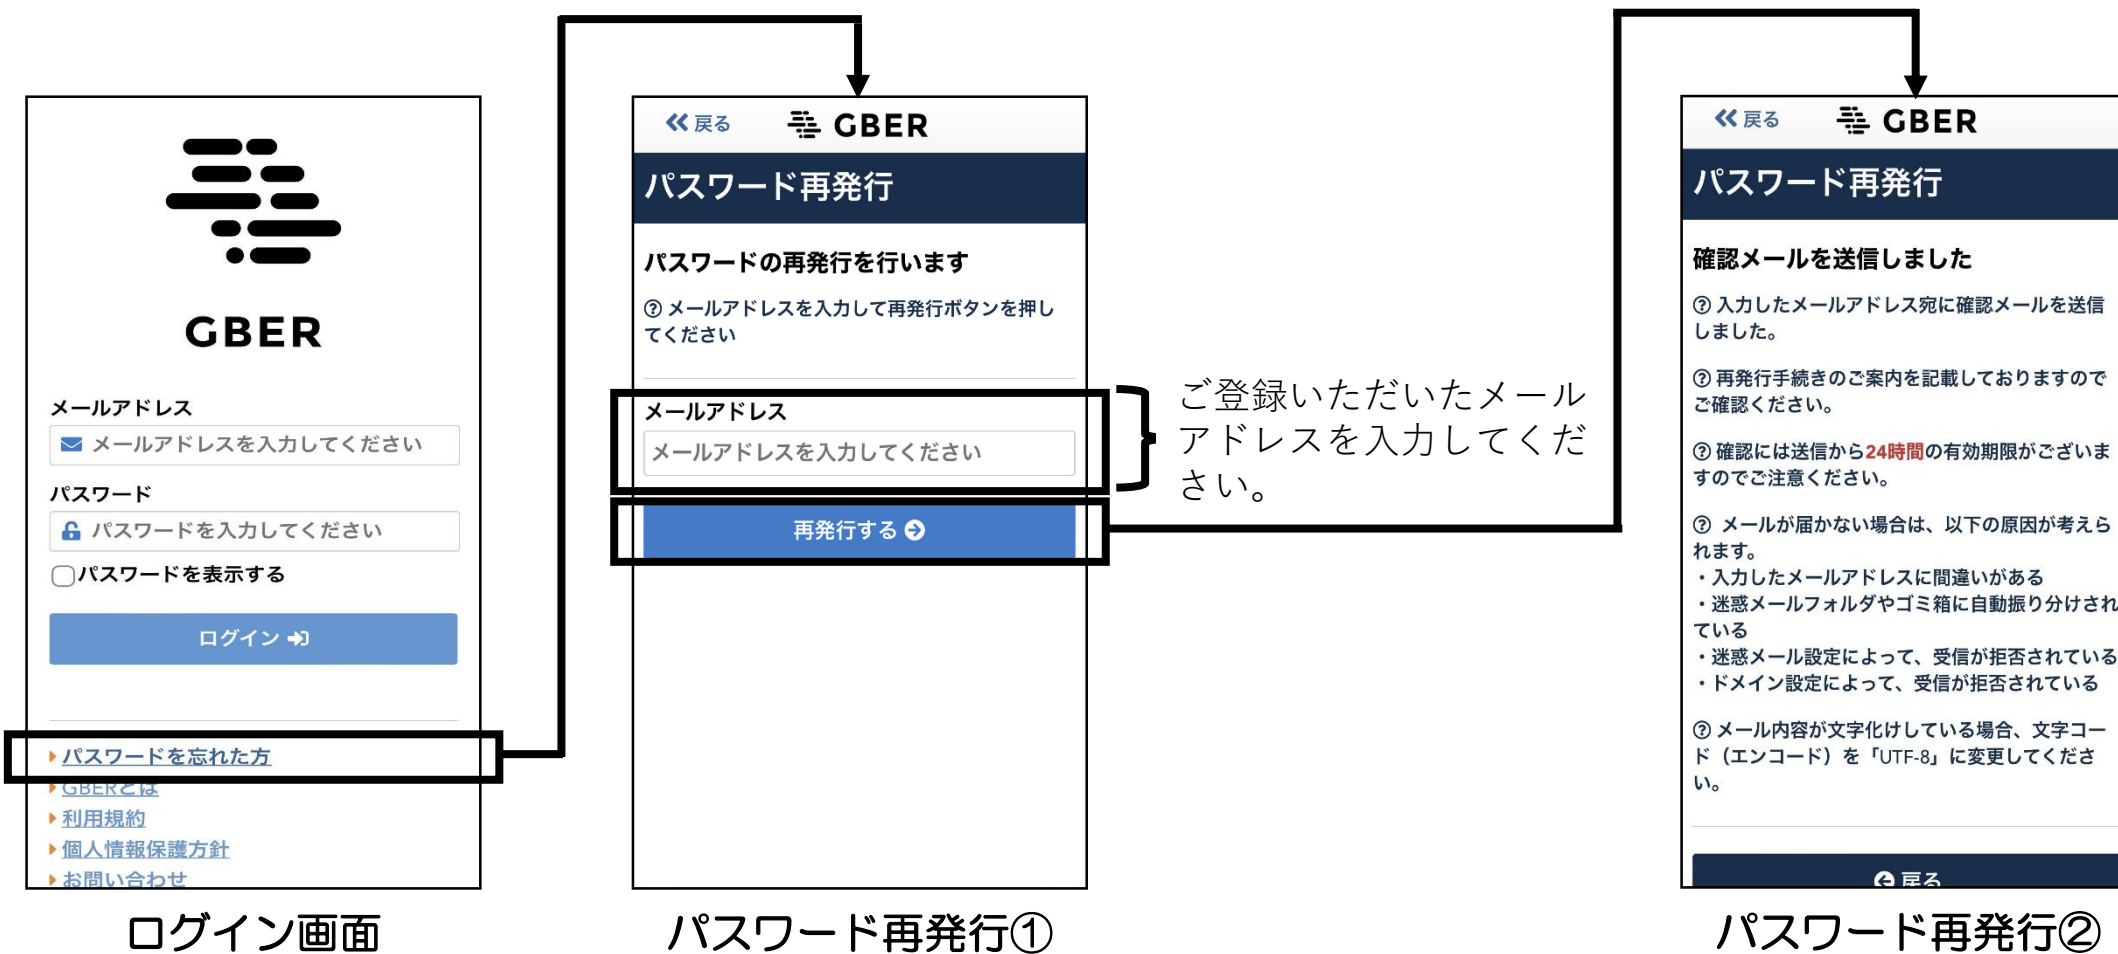 GBER
メールアドレス
メールアドレスを入力してください
パスワード
パスワードを入力してください
パスワードを表示する
ログイン
パスワードを忘れた方
GBERとは
利用規約
個人情報保護方針
お問い合わせ
ログイン画面
戻る GBER
パスワード再発行
パスワードの再発行を行います
メールアドレスを入力して再発行ボタンを押し
てください
メールアドレス
メールアドレスを入力してください
再発行する
パスワード再発行①
ご登録いただいたメール
アドレスを入力してくだ
さい。
戻る GBER
パスワード再発行
確認メールを送信しました
入力したメールアドレス宛に確認メールを送信
しました。
再発行手続きのご案内を記載しておりますので
ご確認ください。
確認には送信から24時間の有効期限がございま
すのでご注意ください。
メールが届かない場合は、以下の原因が考えら
れます。
・入力したメールアドレスに間違いがある
・迷惑メールフォルダやゴミ箱に自動振り分けされ
ている
・迷惑メール設定によって、受信が拒否されている
・ドメイン設定によって、受信が拒否されている
メール内容が文字化けしている場合、文字コー
ド（エンコード）を「UTF-8」に変更してくださ
い。
戻る
パスワード再発行②